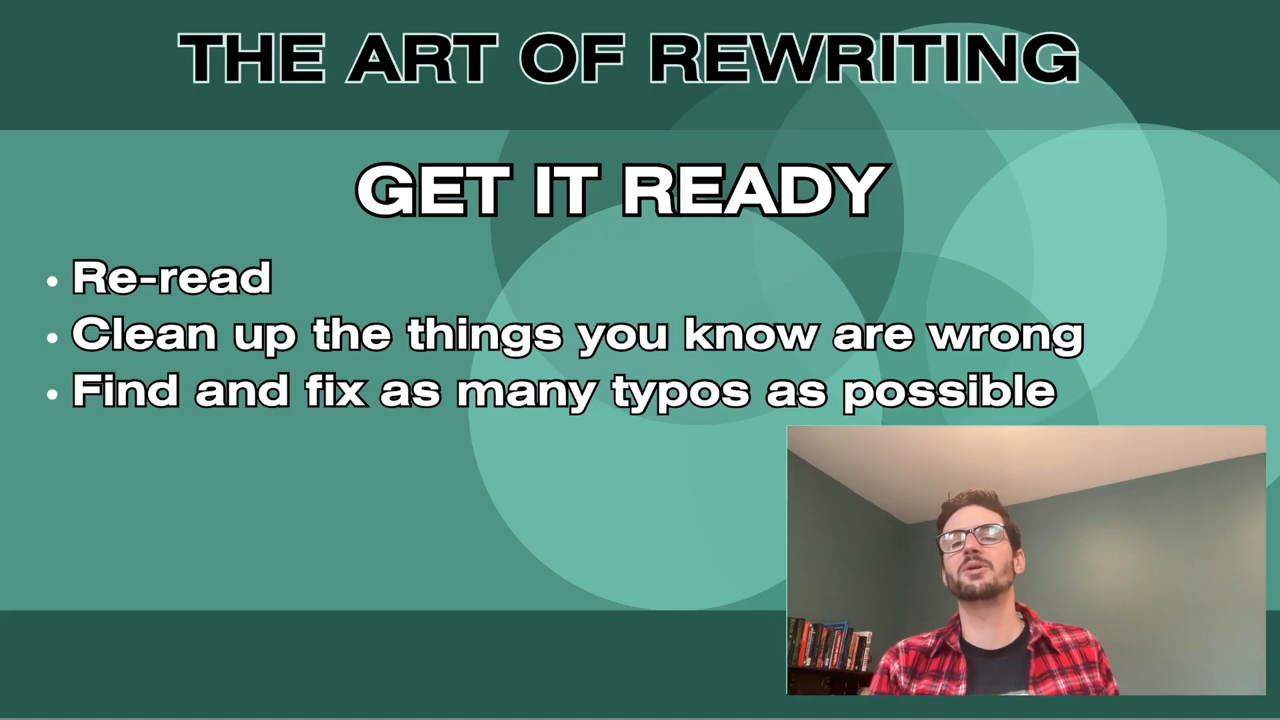 THE ART OF REWRITING
GET IT READY
• Re-read
• Clean up the things you know are wrong
• Find and fix as many typos as possible